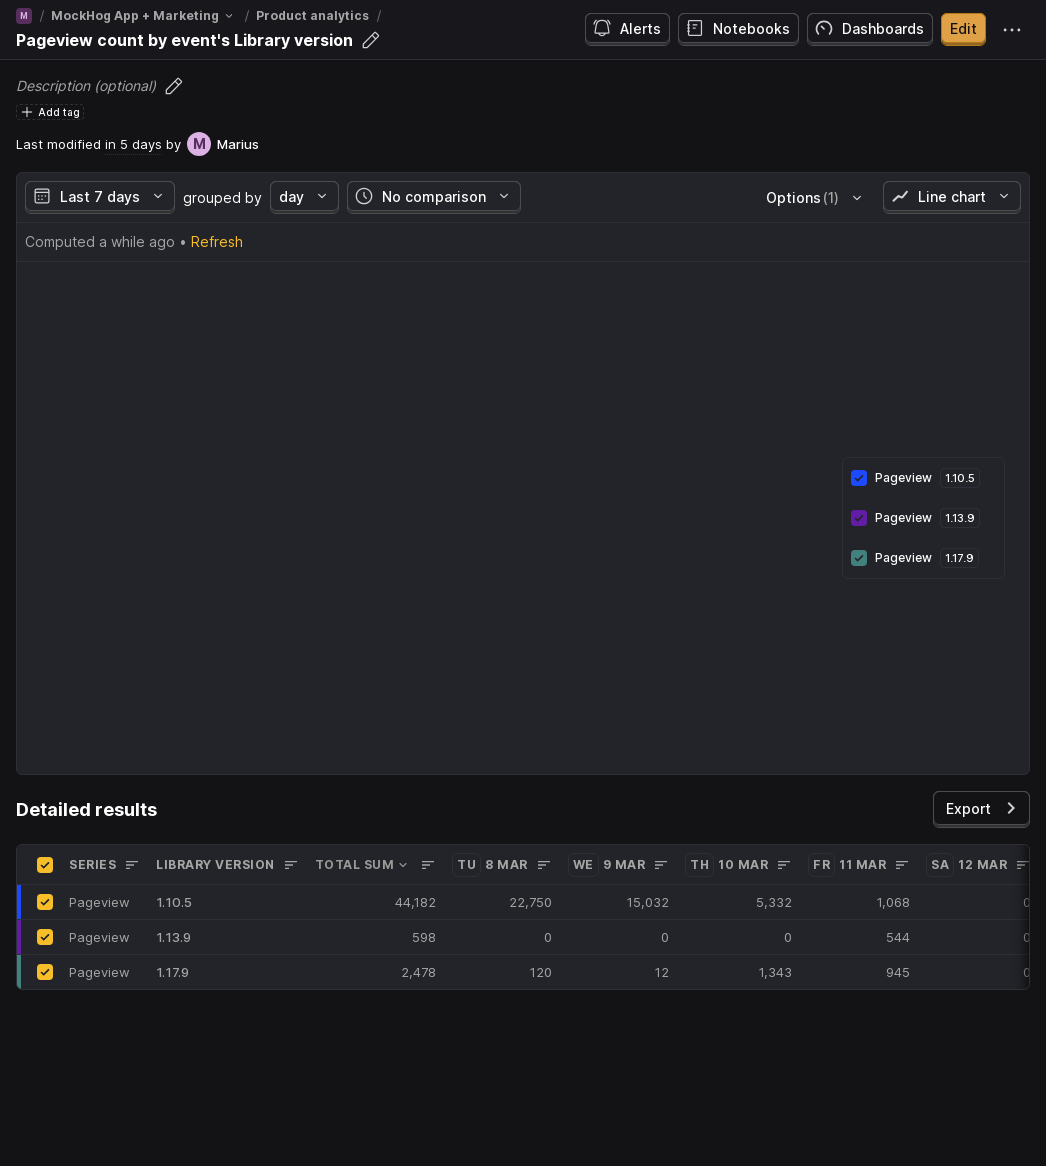 M / MockHog App + Marketing / Product analytics /
Pageview count by event's Library version
Alerts Notebooks Dashboards Edit
Description (optional)
Add tag
Last modified in 5 days by M Marius
Last 7 days grouped by day No comparison Options (1) Line chart
Computed a while ago • Refresh
Pageview 1.10.5
Pageview 1.13.9
Pageview 1.17.9
Detailed results Export
SERIES LIBRARY VERSION TOTAL SUM TU 8 MAR WE 9 MAR TH 10 MAR FR 11 MAR SA 12 MAR
Pageview 1.10.5 44,182 22,750 15,032 5,332 1,068 0
Pageview 1.13.9 598 0 0 0 544 0
Pageview 1.17.9 2,478 120 12 1,343 945 0